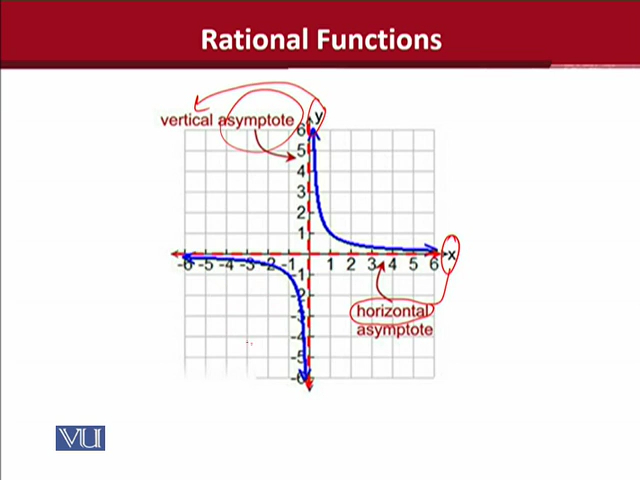 Rational Functions
y
vertical asymptote
6
5
4
3
2
1
-6 -5 -4 -3 -2 -1 1 2 3 4 5 6 x
-1
-2
-3
-4
-5
-6
horizontal
asymptote
VU